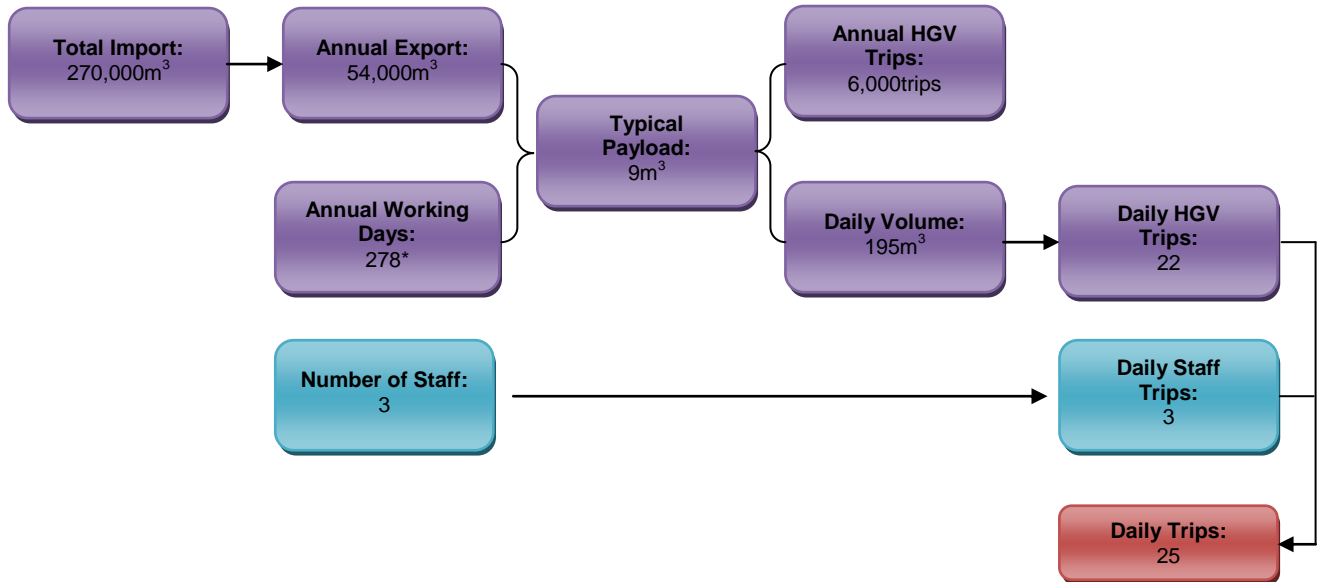 Total Import:
270,000m³
Annual Export:
54,000m³
Annual HGV
Trips:
6,000trips
Typical
Payload:
9m³
Annual Working
Days:
278*
Daily Volume:
195m³
Daily HGV
Trips:
22
Number of Staff:
3
Daily Staff
Trips:
3
Daily Trips:
25